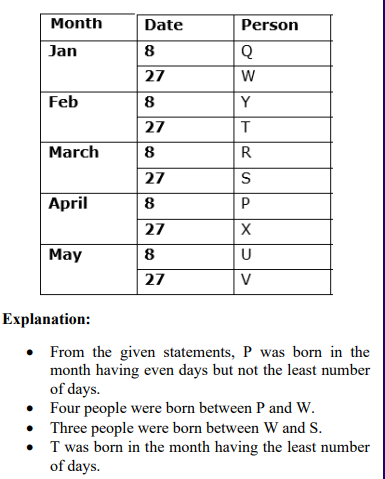 Month Date Person
Jan 8 Q
27 W
Feb 8 Y
27 T
March 8 R
27 S
April 8 P
27 X
May 8 U
27 V
Explanation:
• From the given statements, P was born in the
month having even days but not the least number
of days.
• Four people were born between P and W.
• Three people were born between W and S.
• T was born in the month having the least number
of days.